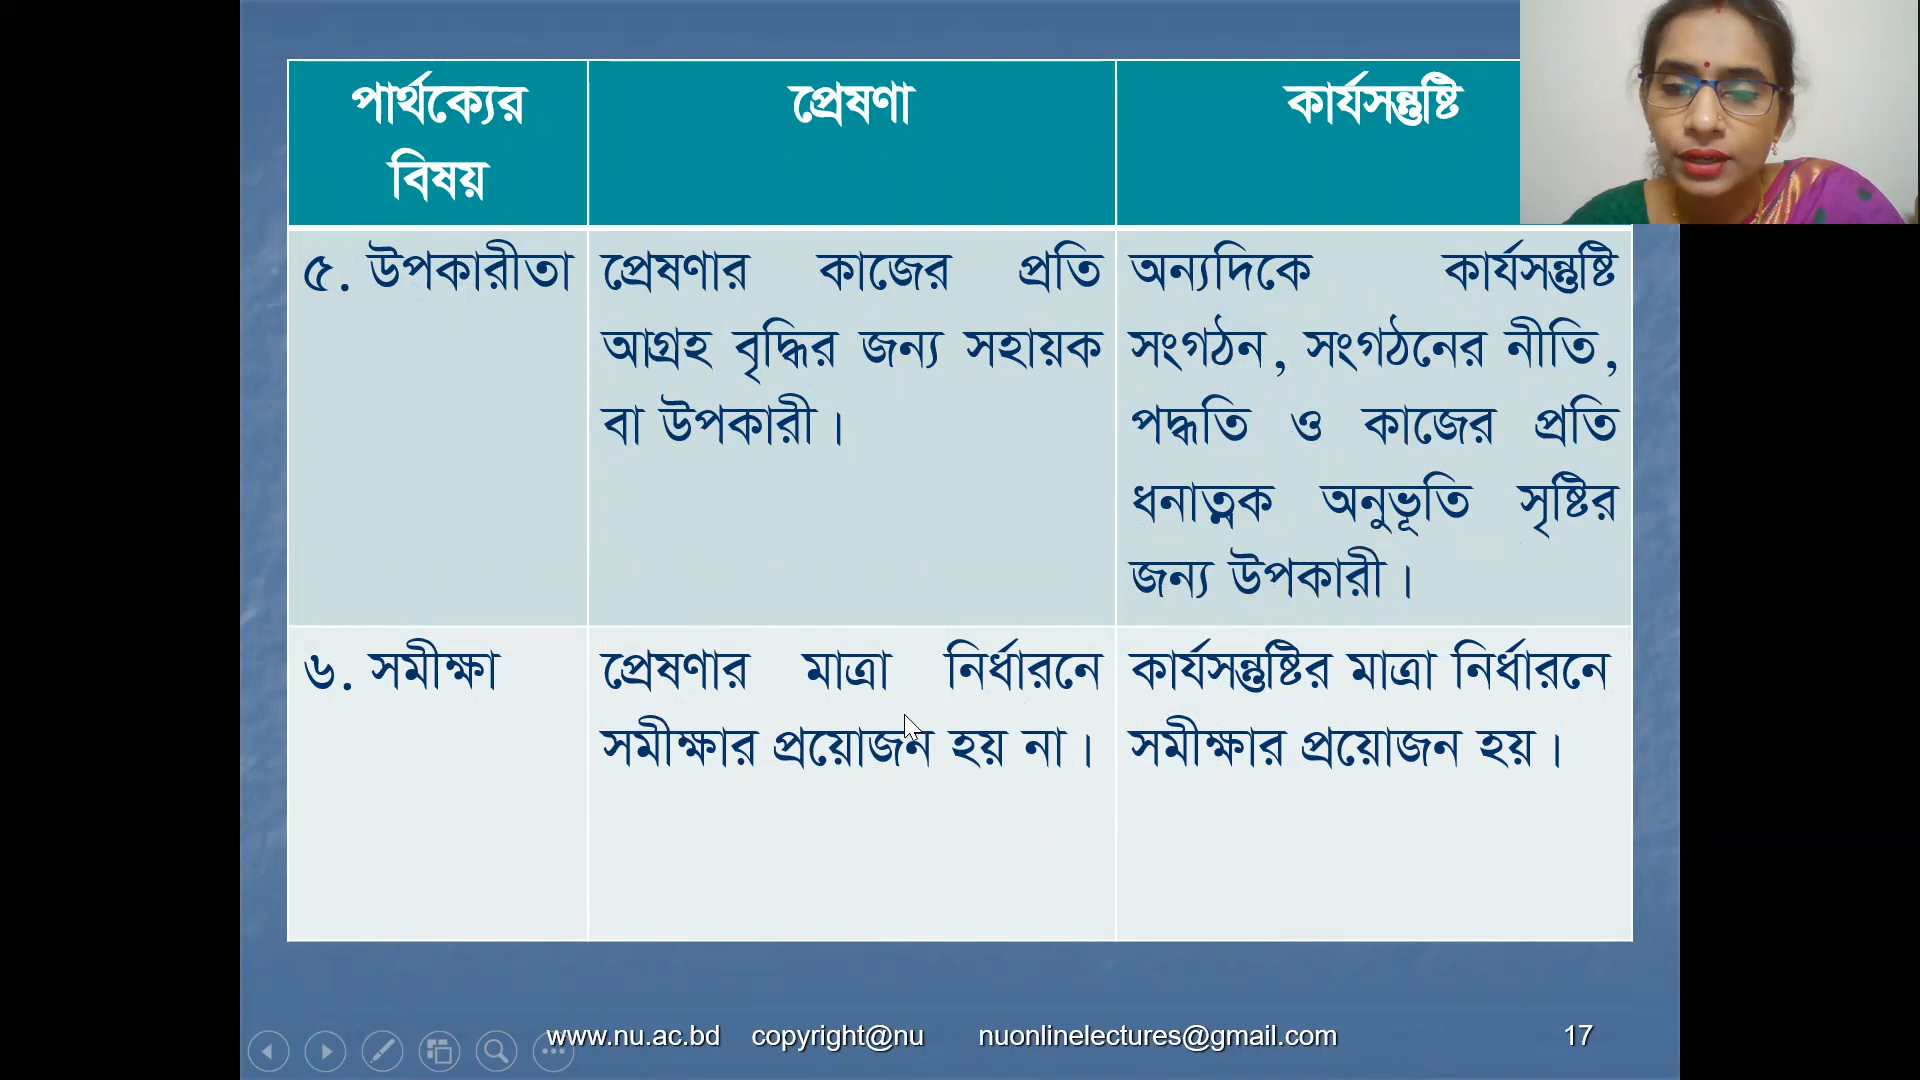 পার্থক্যের
বিষয়
প্রেষণা
কার্যসন্তুষ্টি
৫. উপকারীতা
প্রেষণার কাজের প্রতি
আগ্রহ বৃদ্ধির জন্য সহায়ক
বা উপকারী।
অন্যদিকে কার্যসন্তুষ্টি
সংগঠন, সংগঠনের নীতি,
পদ্ধতি ও কাজের প্রতি
ধনাত্নক অনুভূতি সৃষ্টির
জন্য উপকারী।
৬. সমীক্ষা
প্রেষণার মাত্রা নির্ধারনে
সমীক্ষার প্রয়োজন হয় না।
কার্যসন্তুষ্টির মাত্রা নির্ধারনে
সমীক্ষার প্রয়োজন হয়।
www.nu.ac.bd copyright@nu nuonlinelectures@gmail.com 17